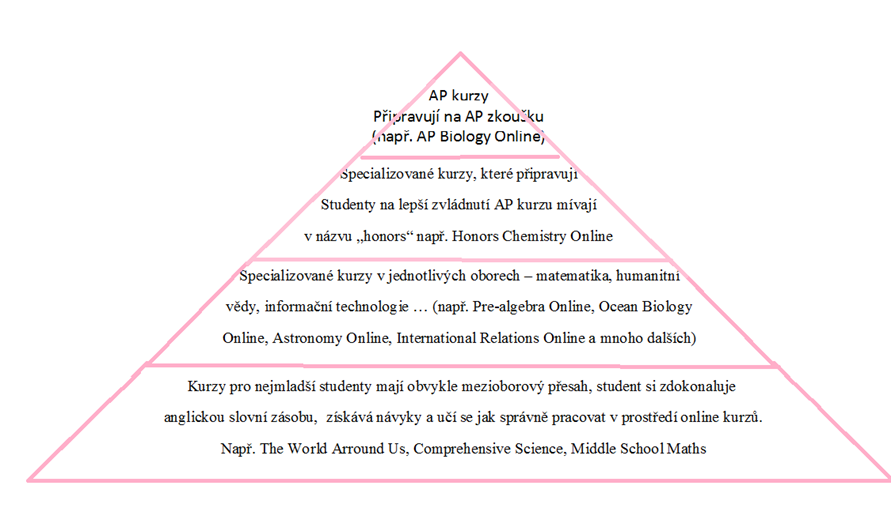 AP kurzy
Připravují na AP zkoušku
(např. AP Biology Online)
Specializované kurzy, které připravují
Studenty na lepší zvládnutí AP kurzu mívají
v názvu „honors“ např. Honors Chemistry Online
Specializované kurzy v jednotlivých oborech – matematika, humanitní
vědy, informační technologie … (např. Pre-algebra Online, Ocean Biology
Online, Astronomy Online, International Relations Online a mnoho dalších)
Kurzy pro nejmladší studenty mají obvykle mezioborový přesah, student si zdokonaluje
anglickou slovní zásobu, získává návyky a učí se jak správně pracovat v prostředí online kurzů.
Např. The World Arround Us, Comprehensive Science, Middle School Maths